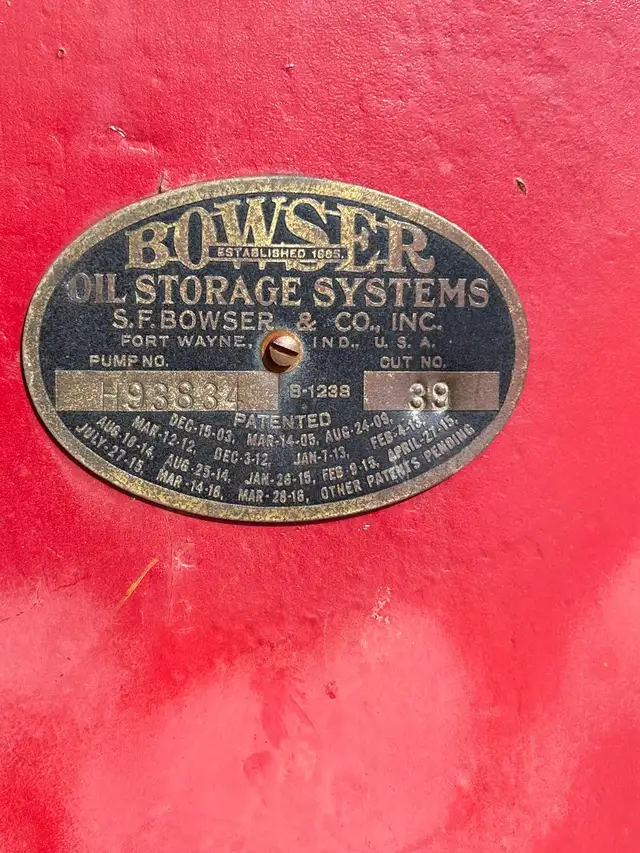 BOWSER
ESTABLISHED 1885.
OIL STORAGE SYSTEMS
S.F. BOWSER & CO., INC.
FORT WAYNE, IND., U. S. A.
PUMP NO. CUT NO.
H93834 S-1238 39
PATENTED
DEC-15-03, MAR-14-05, AUG-24-09,
MAR-12-12, DEC-3-12, JAN-7-13, FEB-4-13,
AUG-18-14, AUG-25-14, JAN-26-15, FEB 9-15, APRIL-27-15,
JULY-27-15, MAR-14-16, MAR-28-16, OTHER PATENTS PENDING